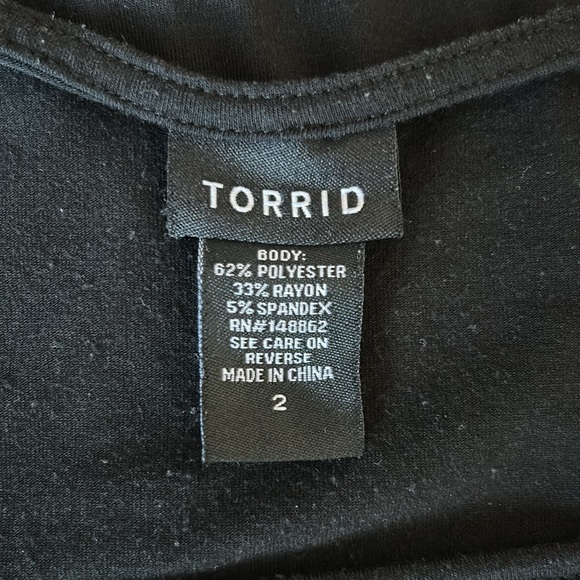 TORRID
BODY:
62% POLYESTER
33% RAYON
5% SPANDEX
RN#148862
SEE CARE ON
REVERSE
MADE IN CHINA
2